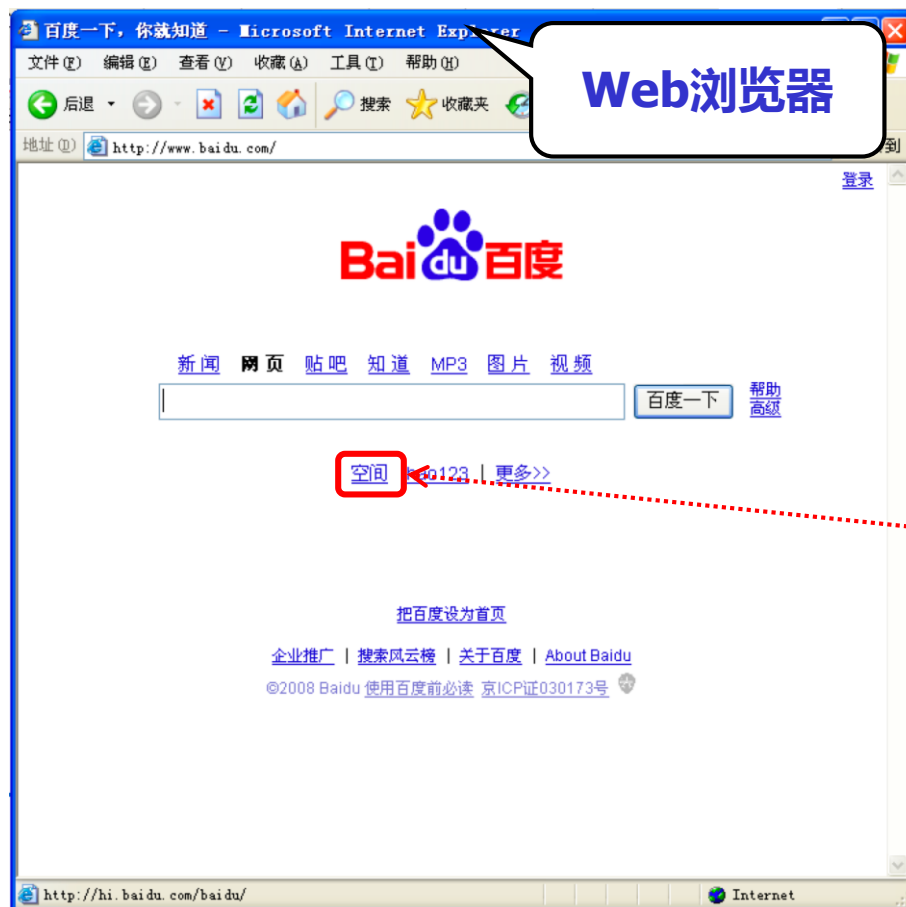 百度一下，你就知道 - Microsoft Internet Explorer
Web浏览器
文件(F) 编辑(E) 查看(V) 收藏(A) 工具(T) 帮助(H)
后退 搜索 收藏夹
地址(D) http://www.baidu.com/ 到
登录
Bai du 百度
新闻 网页 贴吧 知道 MP3 图片 视频
百度一下 帮助
高级
空间 hao123 | 更多>>
把百度设为首页
企业推广 | 搜索风云榜 | 关于百度 | About Baidu
©2008 Baidu 使用百度前必读 京ICP证030173号
http://hi.baidu.com/baidu/ Internet